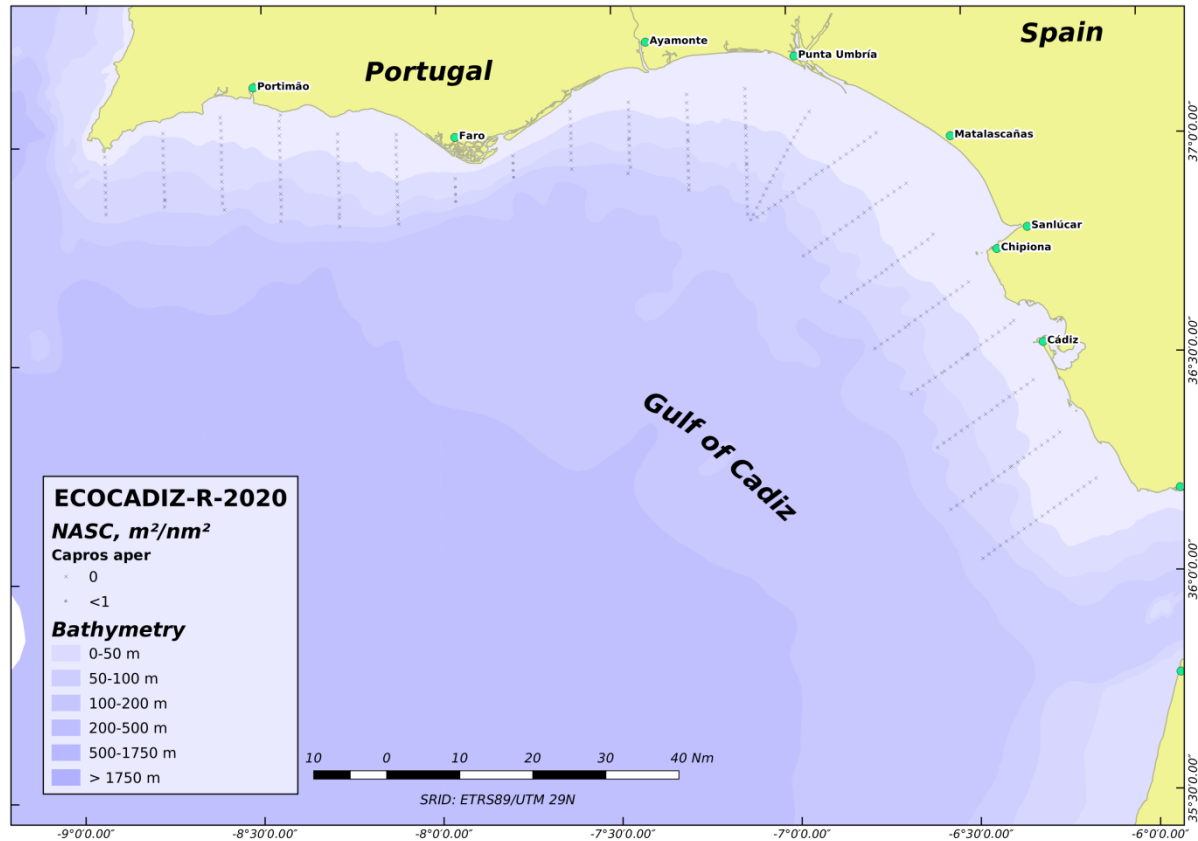 Spain
Portugal
Ayamonte
Punta Umbría
Portimão
Faro
Matalascañas
Sanlúcar
Chipiona
Cádiz
Gulf of Cadiz
37°0'0.00"
36°30'0.00"
36°0'0.00"
35°30'0.00"
ECOCADIZ-R-2020
NASC, m²/nm²
Capros aper
0
<1
Bathymetry
0-50 m
50-100 m
100-200 m
200-500 m
500-1750 m
> 1750 m
10 0 10 20 30 40 Nm
SRID: ETRS89/UTM 29N
-9°0'0.00" -8°30'0.00" -8°0'0.00" -7°30'0.00" -7°0'0.00" -6°30'0.00" -6°0'0.00"